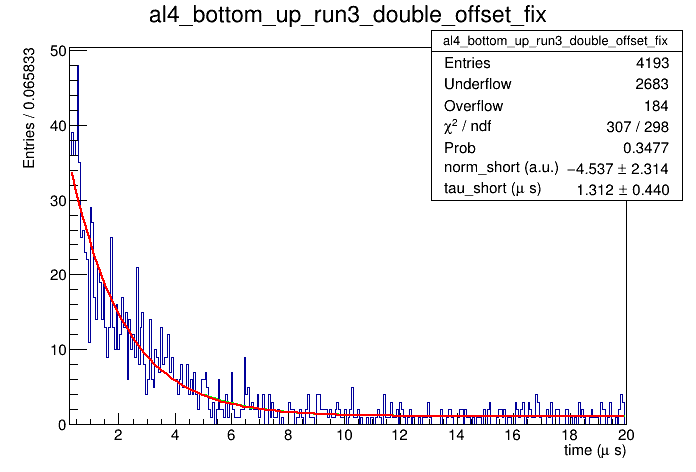 al4_bottom_up_run3_double_offset_fix
al4_bottom_up_run3_double_offset_fix
Entries 4193
Underflow 2683
Overflow 184
χ² / ndf 307 / 298
Prob 0.3477
norm_short (a.u.) −4.537 ± 2.314
tau_short (μ s) 1.312 ± 0.440
Entries / 0.065833
50
40
30
20
10
0
2 4 6 8 10 12 14 16 18 20
time (μ s)